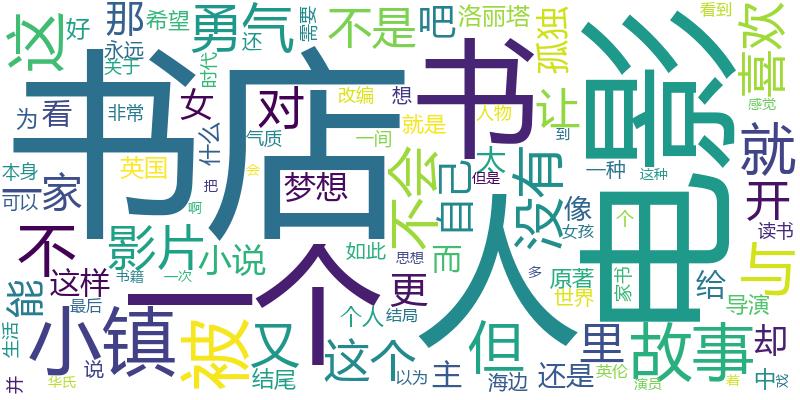 这
好
那
希望
永远
关于
还
时代
勇气
需要
不是
吧
洛丽塔
孤独
看到
喜欢
感觉
为
看
非常
女
什么
气质
对
改编
想
就是
一间
书
人物
到
让
电影
就
书店
本身
可以
一家
英国
把
会
梦想
不会
自己
太
但是
没有
一种
这种
像
女孩
开
读书
不
影片
小说
啊
一个
如此
而
思想
人
多
更
原著
世界
个
家书
给
与
导演
能
这样
书籍
一次
最后
生活
小镇
说
被
又
结尾
个人
结局
这个
以为
主
但
海边
还是
里
英伦
故事
演员
却
中
着
戏
并
华氏